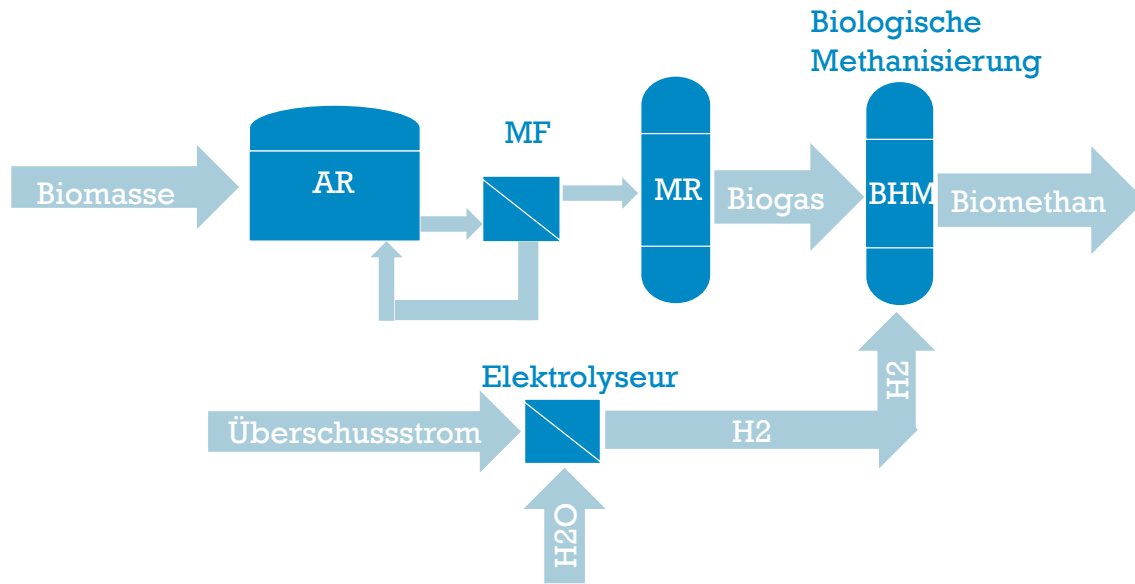 Biologische
Methanisierung
MF
Biomasse
AR
MR
Biogas
BHM
Biomethan
Elektrolyseur
H2
Überschussstrom
H2
H2O